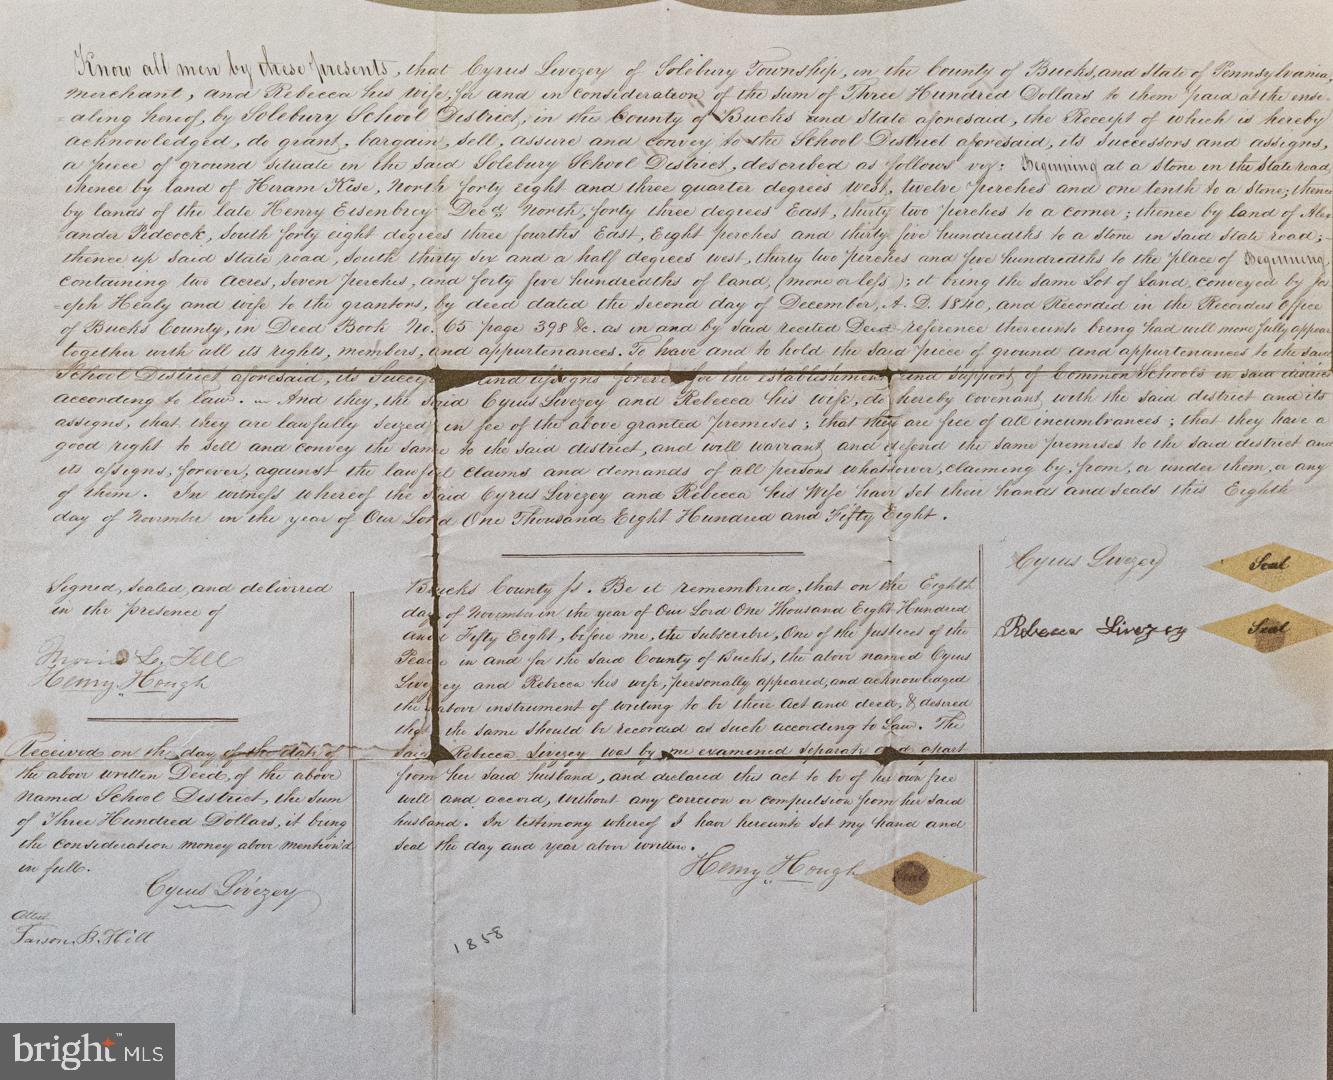 Know all men by these presents, that Cyrus Livezey of Solebury Township, in the County of Bucks, and State of Pennsylvania,
merchant, and Rebecca his wife, for and in consideration of the sum of Three Hundred Dollars to them paid at the inse-
=aling hereof, by Solebury School District, in the County of Bucks and State aforesaid, the Receipt of which is hereby
acknowledged, do grant, bargain, sell, assure and convey to the School District aforesaid, its successors and assigns,
a piece of ground situate in the said Solebury School District, described as follows viz: Beginning at a stone in the State road,
thence by land of Hiram Kise, North forty eight and three quarter degrees west, twelve perches and one tenth to a stone; thence
by lands of the late Henry Eisenbrey Dec'd. North, forty three degrees East, thirty two perches to a corner; thence by land of Alex
ander Pidcock, South forty eight degrees three fourths East, Eight perches and thirty five hundredths to a stone in said State road;
thence up said State road, South thirty six and a half degrees west, thirty two perches and five hundredths to the place of Beginning,
containing two Acres, seven perches, and forty five hundredths of land, (more or less); it being the same Lot of Land, conveyed by Jos
=eph Healy and wife to the grantors, by deed dated the second day of December, A.D. 1840, and Recorded in the Recorders Office
of Bucks County, in Deed Book No. 65 page 398 &c. as in and by said recited Deed reference thereunto being had will more fully appear
together with all its rights, members, and appurtenances. To have and to hold the said piece of ground and appurtenances to the said
School District aforesaid, its and assigns forever for the establishment and support of Common Schools in said district
according to law. And they, the said Cyrus Livezey and Rebecca his wife, do hereby covenant with the said district and its
assigns, that they are lawfully seized in fee of the above granted premises; that they are free of all incumbrances; that they have a
good right to sell and convey the same to the said district, and will warrant and defend the same premises to the said district and
its assigns, forever, against the lawful claims and demands of all persons whatsover, claiming by, from, or under them, or any
of them. In witness whereof the said Cyrus Livezey and Rebecca his Wife have set their hands and seals this Eighth
day of November in the year of Our Lord One Thousand Eight Hundred and Fifty Eight.
Cyrus Livezey Seal
Rebecca Livezey Seal
Signed, sealed and delivered
in the presence of
Henry Hough
Received on the day of the date of
the above written Deed, of the above
named School District, the sum
of Three Hundred Dollars, it being
the consideration money above mention'd
in full.
Cyrus Livezey
Attest
B. Hill
Bucks County ss. Be it remembered, that on the Eighth
day of November in the year of Our Lord One Thousand Eight Hundred
and Fifty Eight, before me, the subscriber, One of the Justices of the
Peace in and for the said County of Bucks, the above named Cyrus
Livezey and Rebecca his wife, personally appeared, and acknowledged
the above instrument of writing to be their Act and deed, & desired
that the same should be recorded as such according to Law. The
said Rebecca Livezey was by me examened separate and apart
from her said husband, and declared this act to be of her own free
will and accord, without any coercion or compulsion from her said
husband. In testimony whereof I have hereunto set my hand and
seal the day and year above written.
Henry Hough Seal
1858
bright™ MLS